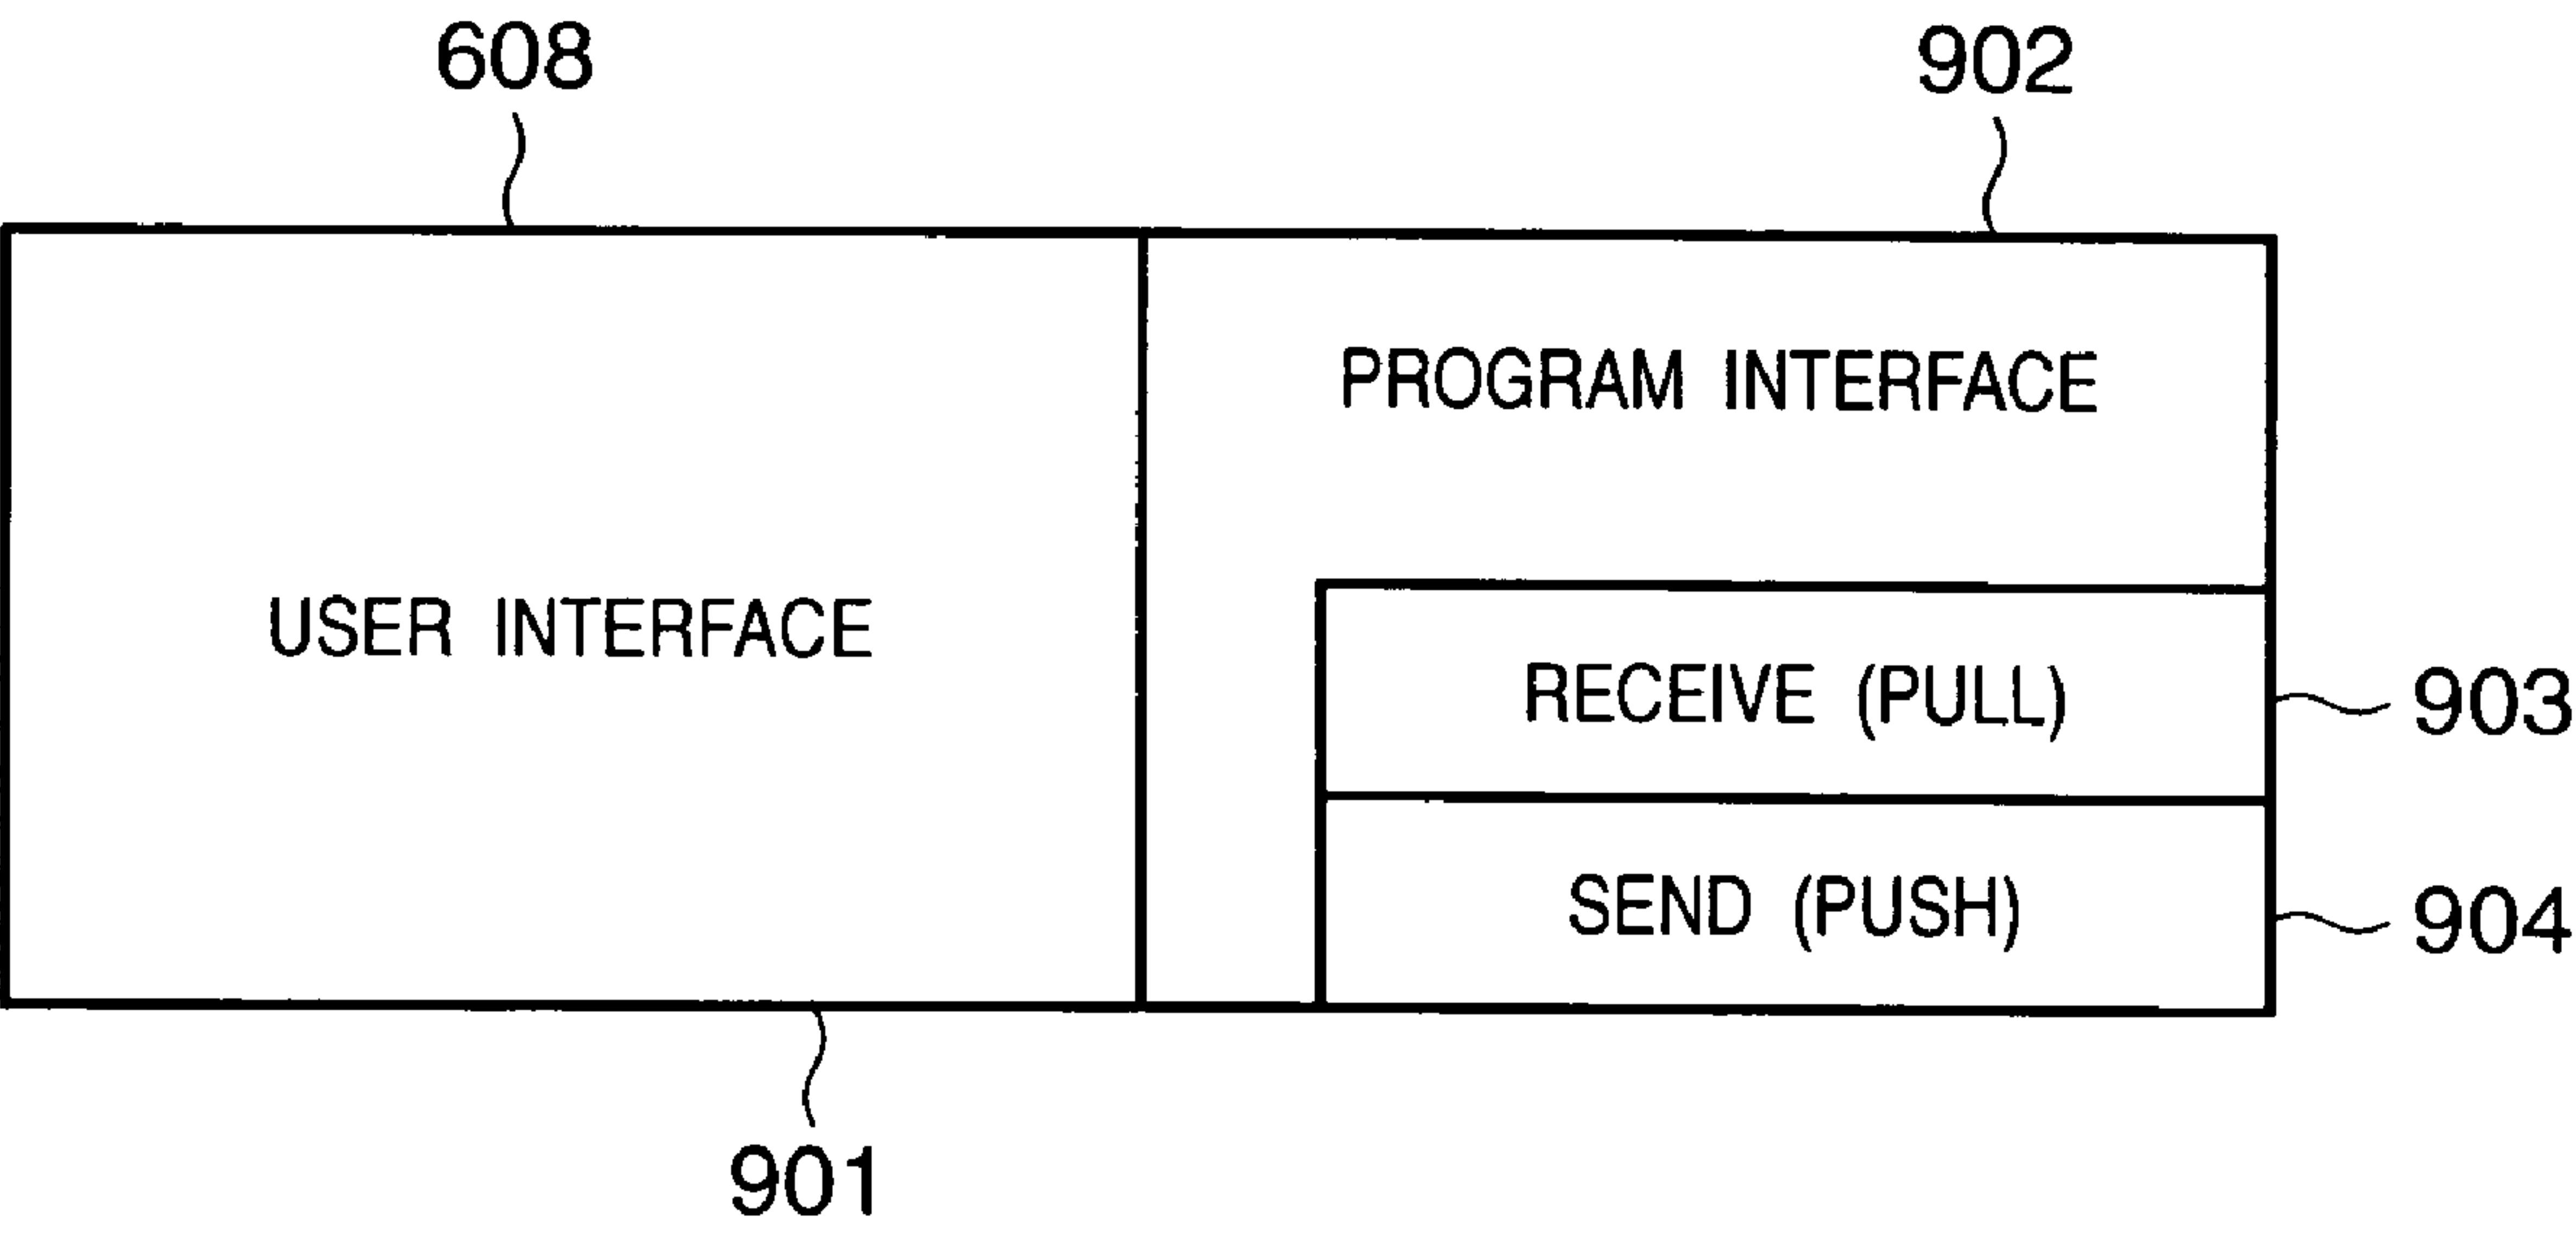 608
902
PROGRAM INTERFACE
USER INTERFACE
RECEIVE (PULL)
903
SEND (PUSH)
904
901